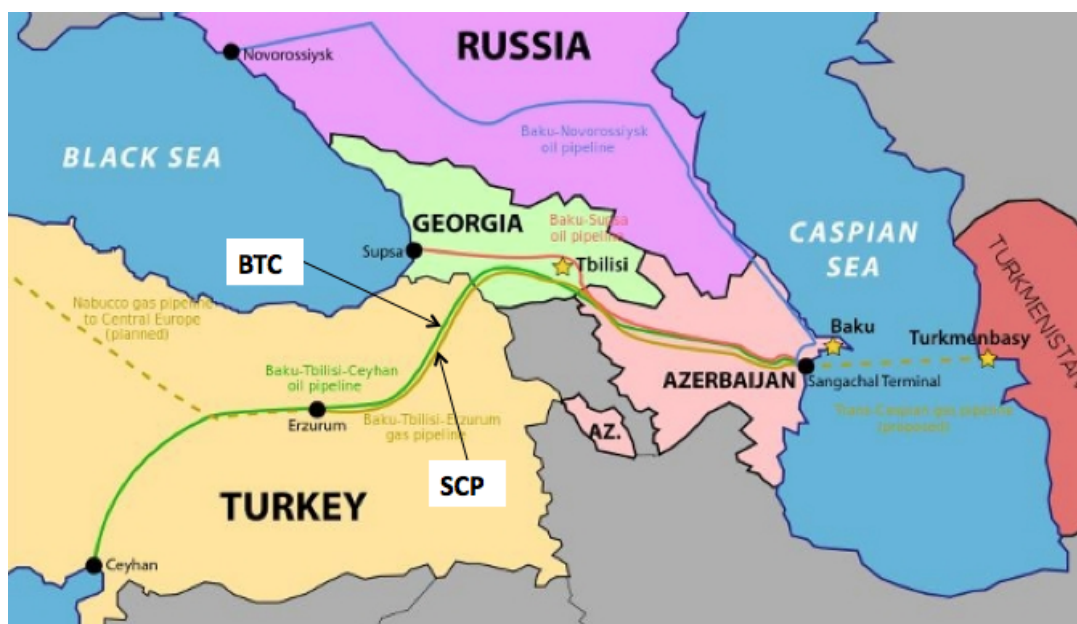 RUSSIA
Novorossiysk
Baku-Novorossiysk
oil pipeline
BLACK SEA
GEORGIA
Baku-Supsa
oil pipeline
Supsa
Tbilisi
CASPIAN
SEA
TURKMENISTAN
BTC
Nabucco gas pipeline
to Central Europe
(planned)
Baku
Turkmenbasy
Baku-Tbilisi-Ceyhan
oil pipeline
AZERBAIJAN
Sangachal Terminal
Trans-Caspian gas pipeline
(proposed)
Erzurum
Baku-Tbilisi-Erzurum
gas pipeline
AZ.
SCP
TURKEY
Ceyhan